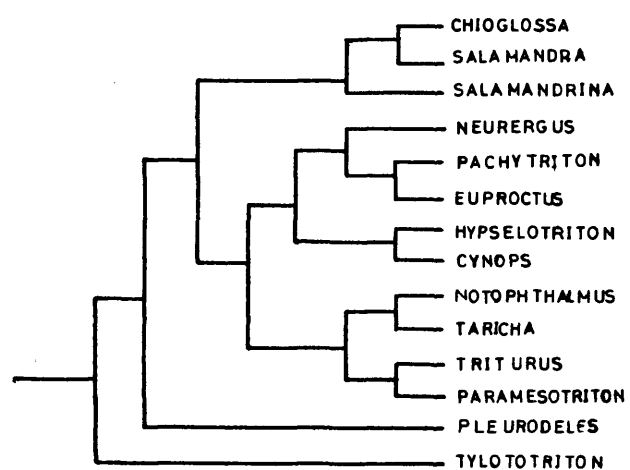 CHIOGLOSSA
SALAMANDRA
SALAMANDRINA
NEURERGUS
PACHYTRITON
EUPROCTUS
HYPSELOTRITON
CYNOPS
NOTOPHTHALMUS
TARICHA
TRITURUS
PARAMESOTRITON
PLEURODELES
TYLOTOTRITON